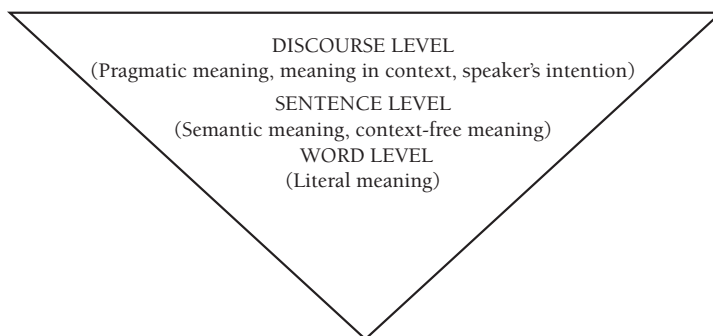 DISCOURSE LEVEL
(Pragmatic meaning, meaning in context, speaker’s intention)
SENTENCE LEVEL
(Semantic meaning, context-free meaning)
WORD LEVEL
(Literal meaning)